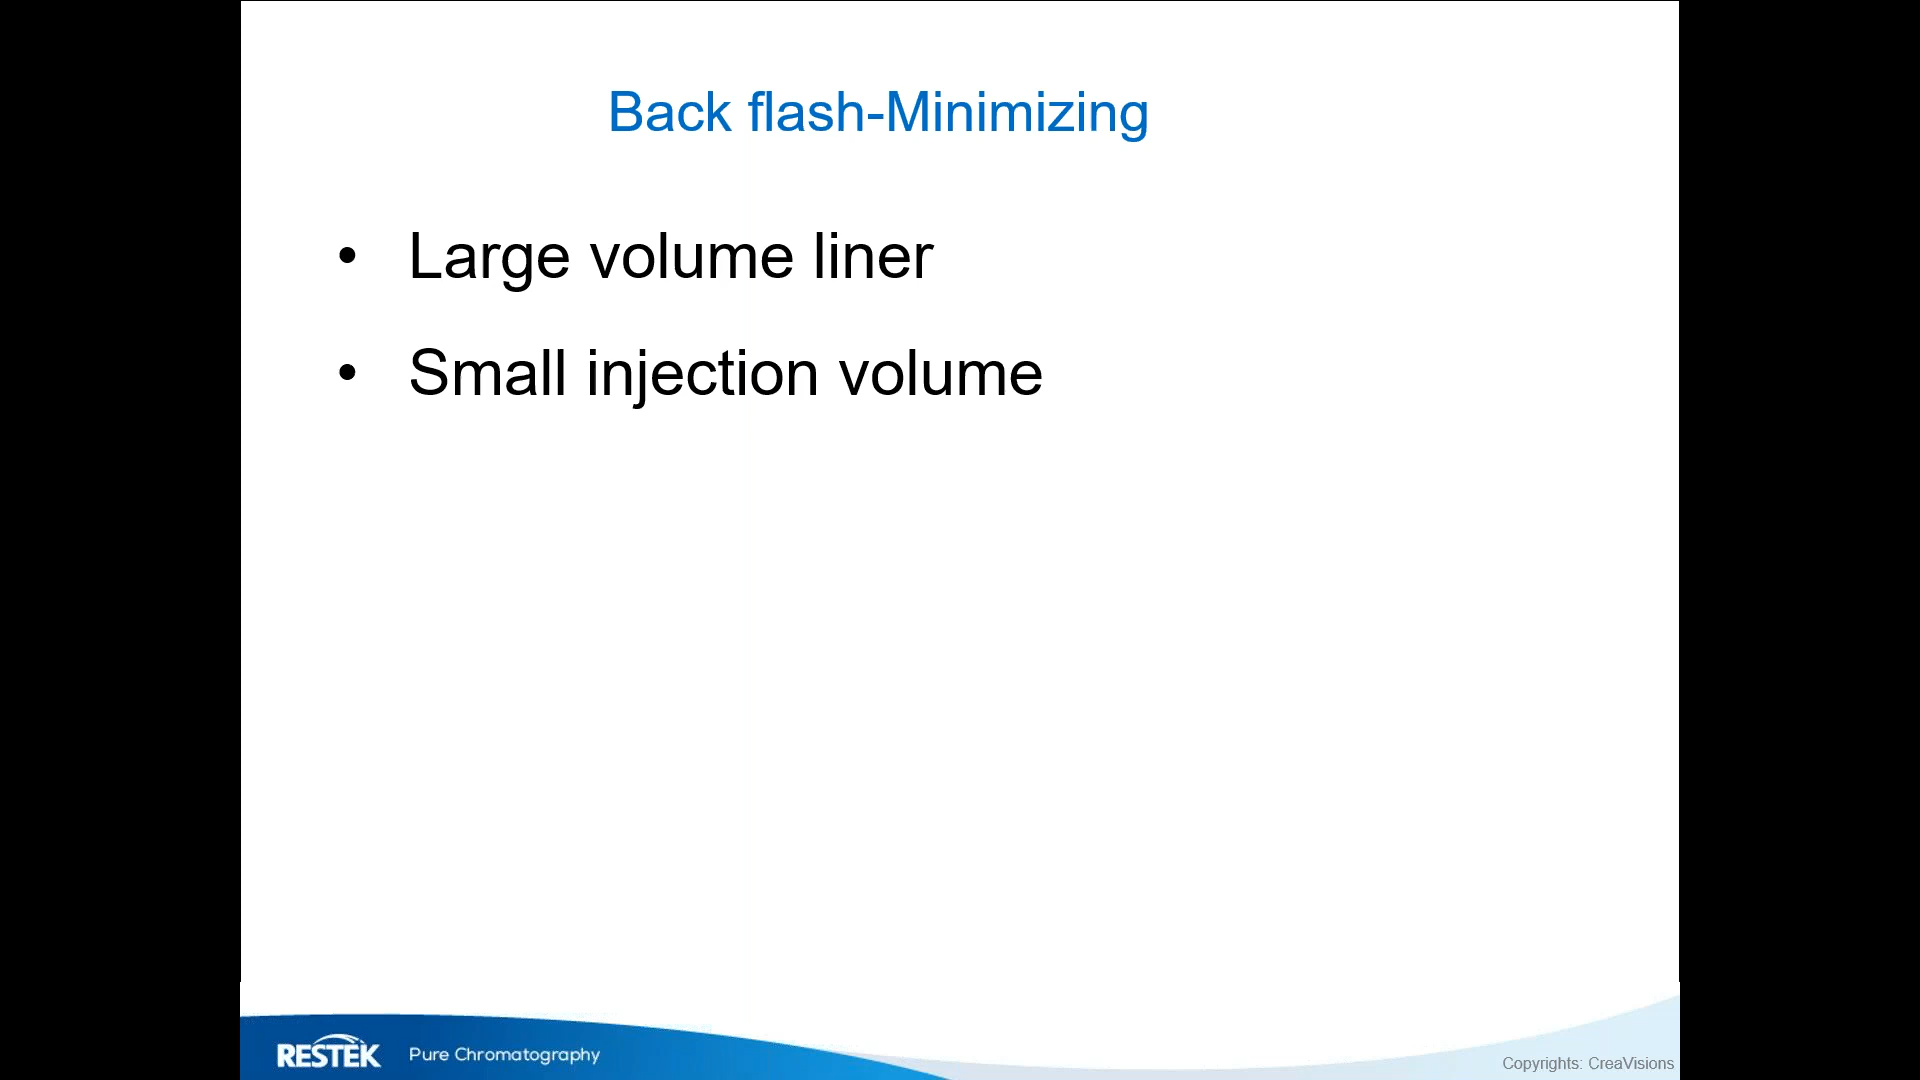 Back flash-Minimizing
• Large volume liner
• Small injection volume
RESTEK Pure Chromatography
Copyrights: CreaVisions